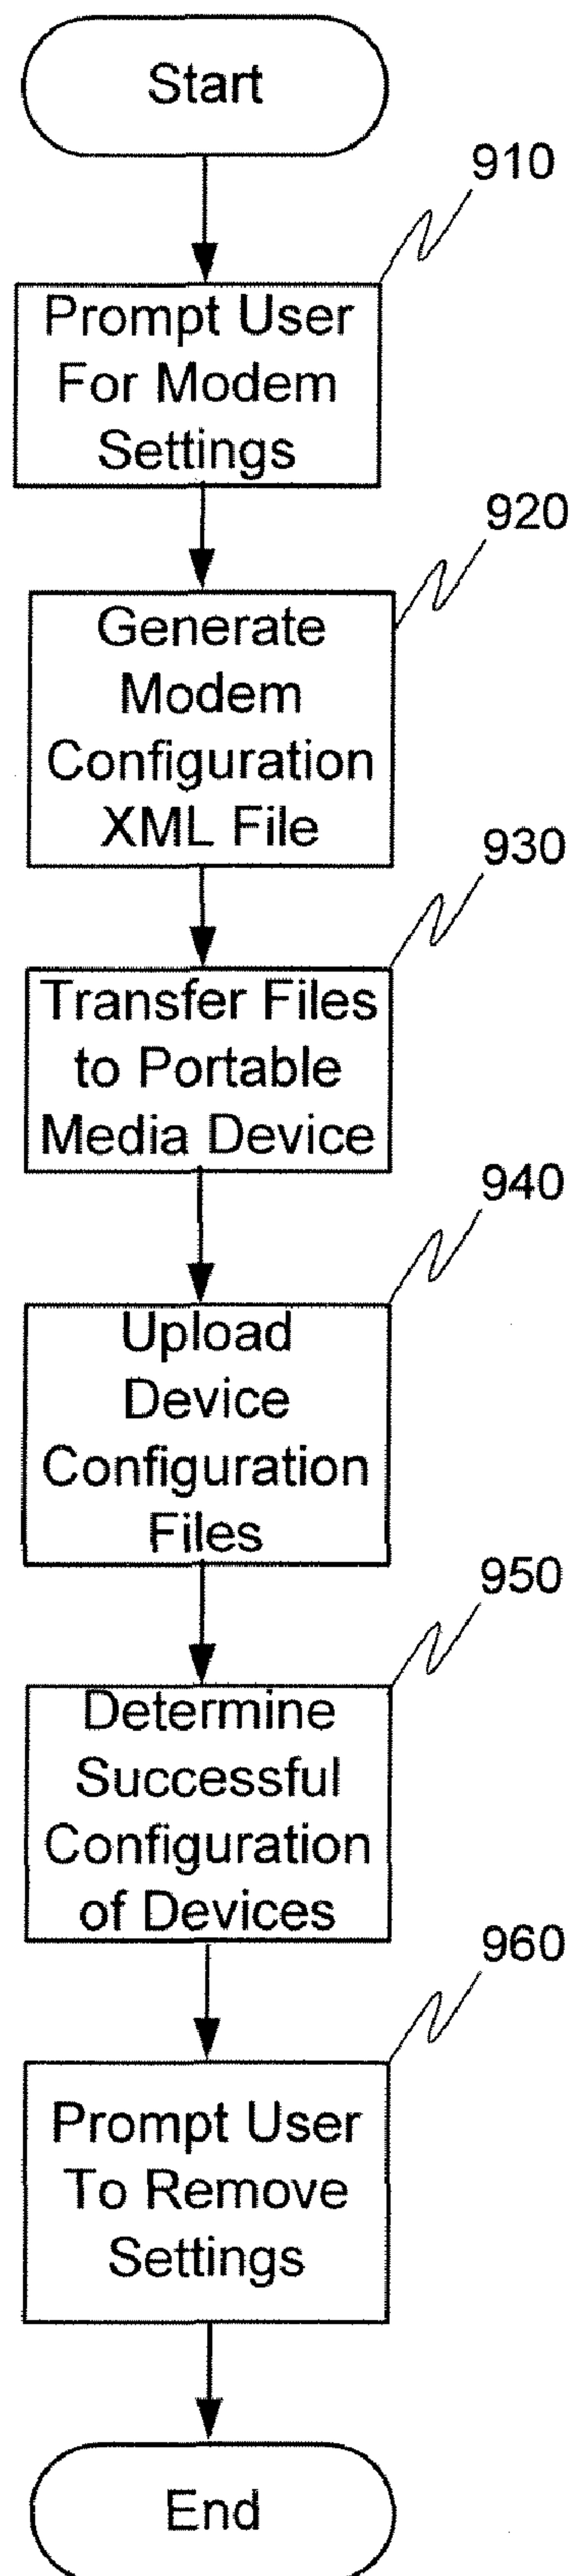 Start
910
Prompt User
For Modem
Settings
920
Generate
Modem
Configuration
XML File
930
Transfer Files
to Portable
Media Device
940
Upload
Device
Configuration
Files
950
Determine
Successful
Configuration
of Devices
960
Prompt User
To Remove
Settings
End